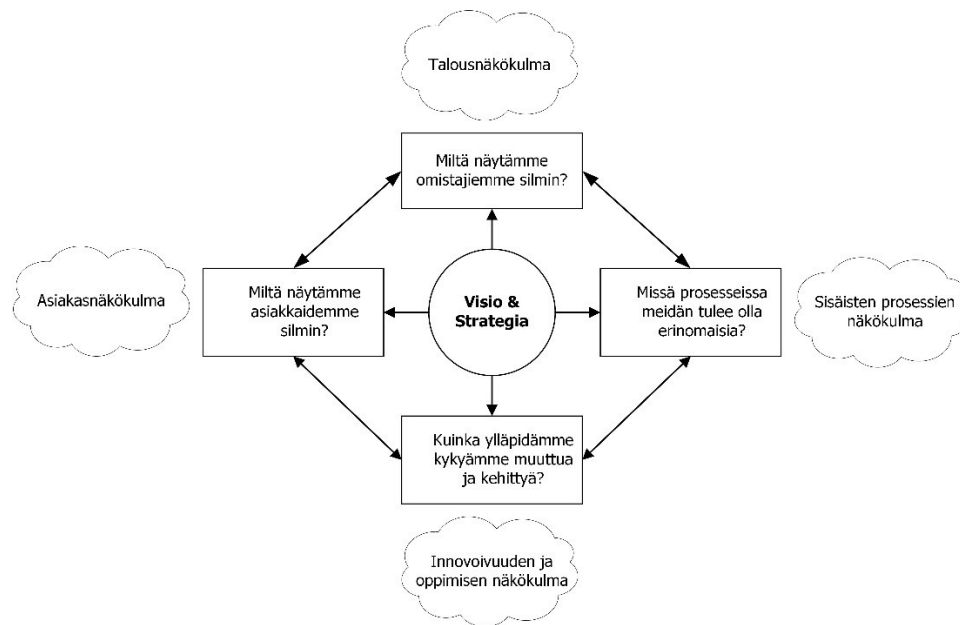 Talousnäkökulma
Miltä näytämme
omistajiemme silmin?
Asiakasnäkökulma
Miltä näytämme
asiakkaidemme
silmin?
Visio &
Strategia
Missä prosesseissa
meidän tulee olla
erinomaisia?
Sisäisten prosessien
näkökulma
Kuinka ylläpidämme
kykyämme muuttua
ja kehittyä?
Innovoivuuden ja
oppimisen näkökulma